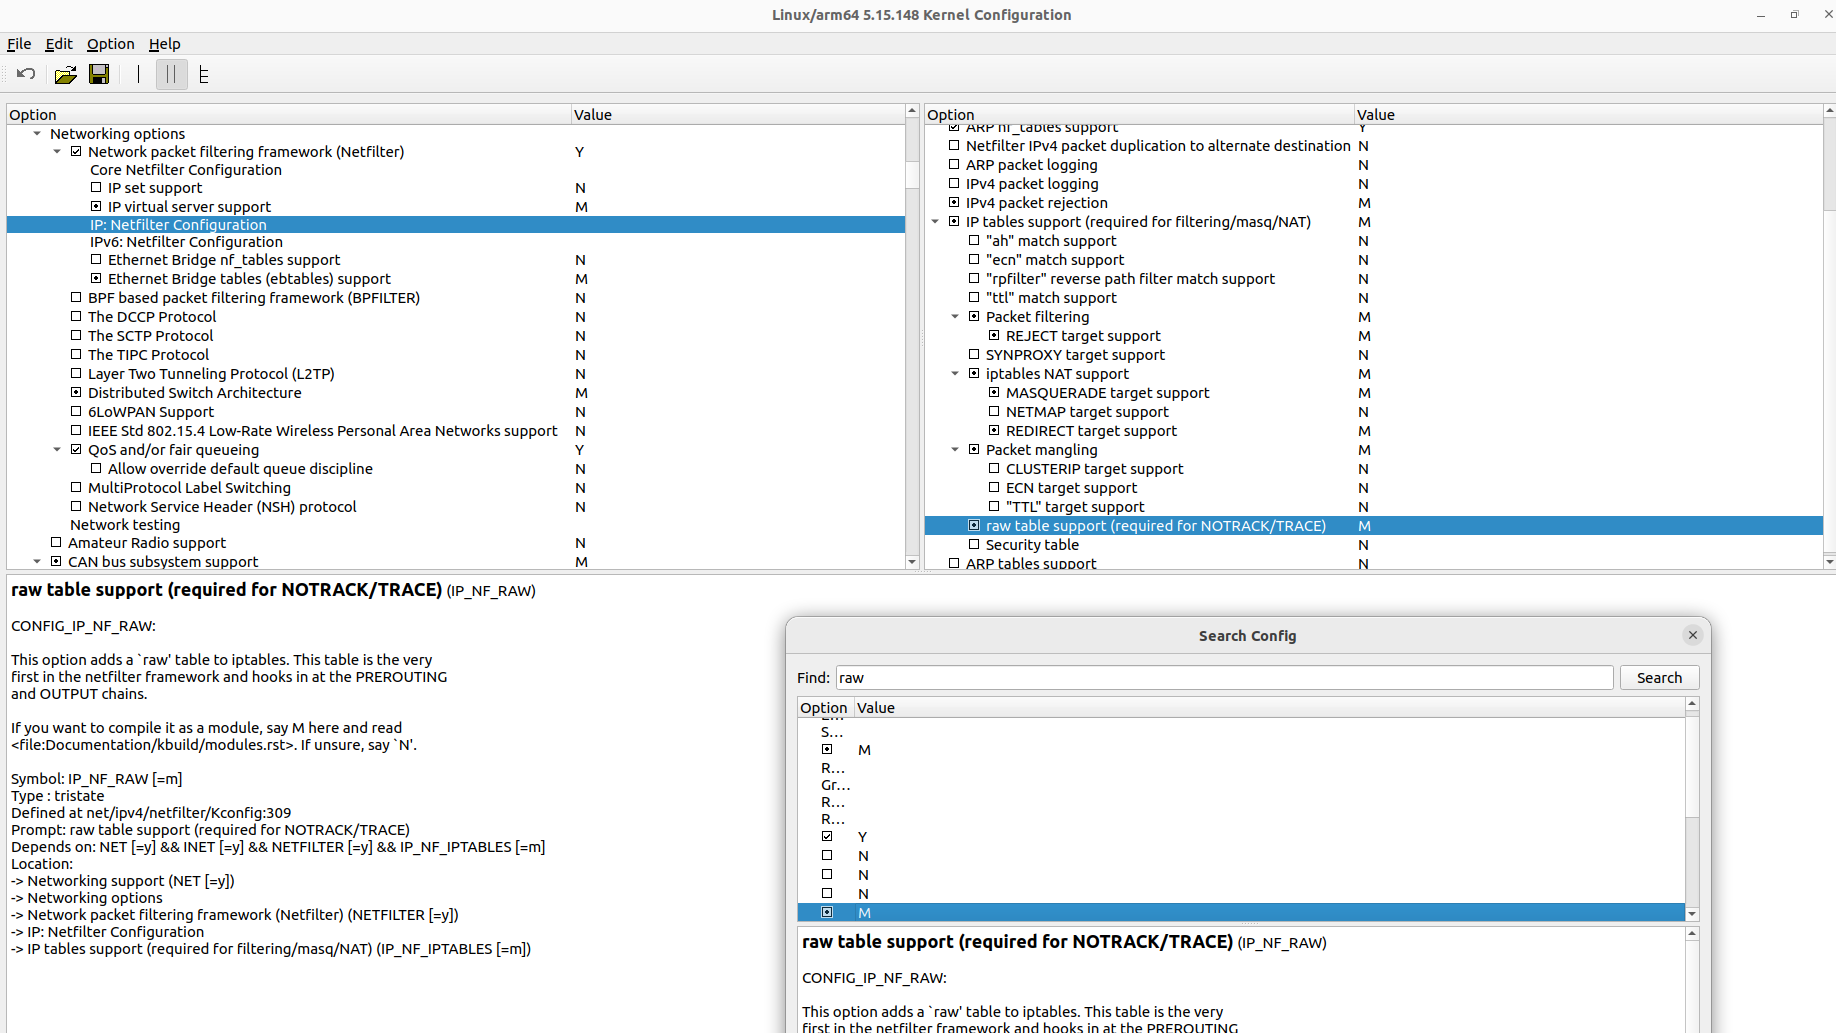 Linux/arm64 5.15.148 Kernel Configuration
File Edit Option Help
Option Value
Networking options
Network packet filtering framework (Netfilter) Y
Core Netfilter Configuration
IP set support N
IP virtual server support M
IP: Netfilter Configuration
IPv6: Netfilter Configuration
Ethernet Bridge nf_tables support N
Ethernet Bridge tables (ebtables) support M
BPF based packet filtering framework (BPFILTER) N
The DCCP Protocol N
The SCTP Protocol N
The TIPC Protocol N
Layer Two Tunneling Protocol (L2TP) N
Distributed Switch Architecture M
6LoWPAN Support N
IEEE Std 802.15.4 Low-Rate Wireless Personal Area Networks support N
QoS and/or fair queueing Y
Allow override default queue discipline N
MultiProtocol Label Switching N
Network Service Header (NSH) protocol N
Network testing
Amateur Radio support N
CAN bus subsystem support M
Option Value
ARP nf_tables support Y
Netfilter IPv4 packet duplication to alternate destination N
ARP packet logging N
IPv4 packet logging N
IPv4 packet rejection M
IP tables support (required for filtering/masq/NAT) M
"ah" match support N
"ecn" match support N
"rpfilter" reverse path filter match support N
"ttl" match support N
Packet filtering M
REJECT target support M
SYNPROXY target support N
iptables NAT support M
MASQUERADE target support M
NETMAP target support N
REDIRECT target support M
Packet mangling M
CLUSTERIP target support N
ECN target support N
"TTL" target support N
raw table support (required for NOTRACK/TRACE) M
Security table N
ARP tables support N
raw table support (required for NOTRACK/TRACE) (IP_NF_RAW)
CONFIG_IP_NF_RAW:
This option adds a `raw' table to iptables. This table is the very
first in the netfilter framework and hooks in at the PREROUTING
and OUTPUT chains.
If you want to compile it as a module, say M here and read
<file:Documentation/kbuild/modules.rst>. If unsure, say `N'.
Symbol: IP_NF_RAW [=m]
Type : tristate
Defined at net/ipv4/netfilter/Kconfig:309
Prompt: raw table support (required for NOTRACK/TRACE)
Depends on: NET [=y] && INET [=y] && NETFILTER [=y] && IP_NF_IPTABLES [=m]
Location:
-> Networking support (NET [=y])
-> Networking options
-> Network packet filtering framework (Netfilter) (NETFILTER [=y])
-> IP: Netfilter Configuration
-> IP tables support (required for filtering/masq/NAT) (IP_NF_IPTABLES [=m])
Search Config
Find: raw Search
Option Value
S...
M
R...
Gr...
R...
R...
Y
N
N
N
M
raw table support (required for NOTRACK/TRACE) (IP_NF_RAW)
CONFIG_IP_NF_RAW:
This option adds a `raw' table to iptables. This table is the very
first in the netfilter framework and hooks in at the PREROUTING